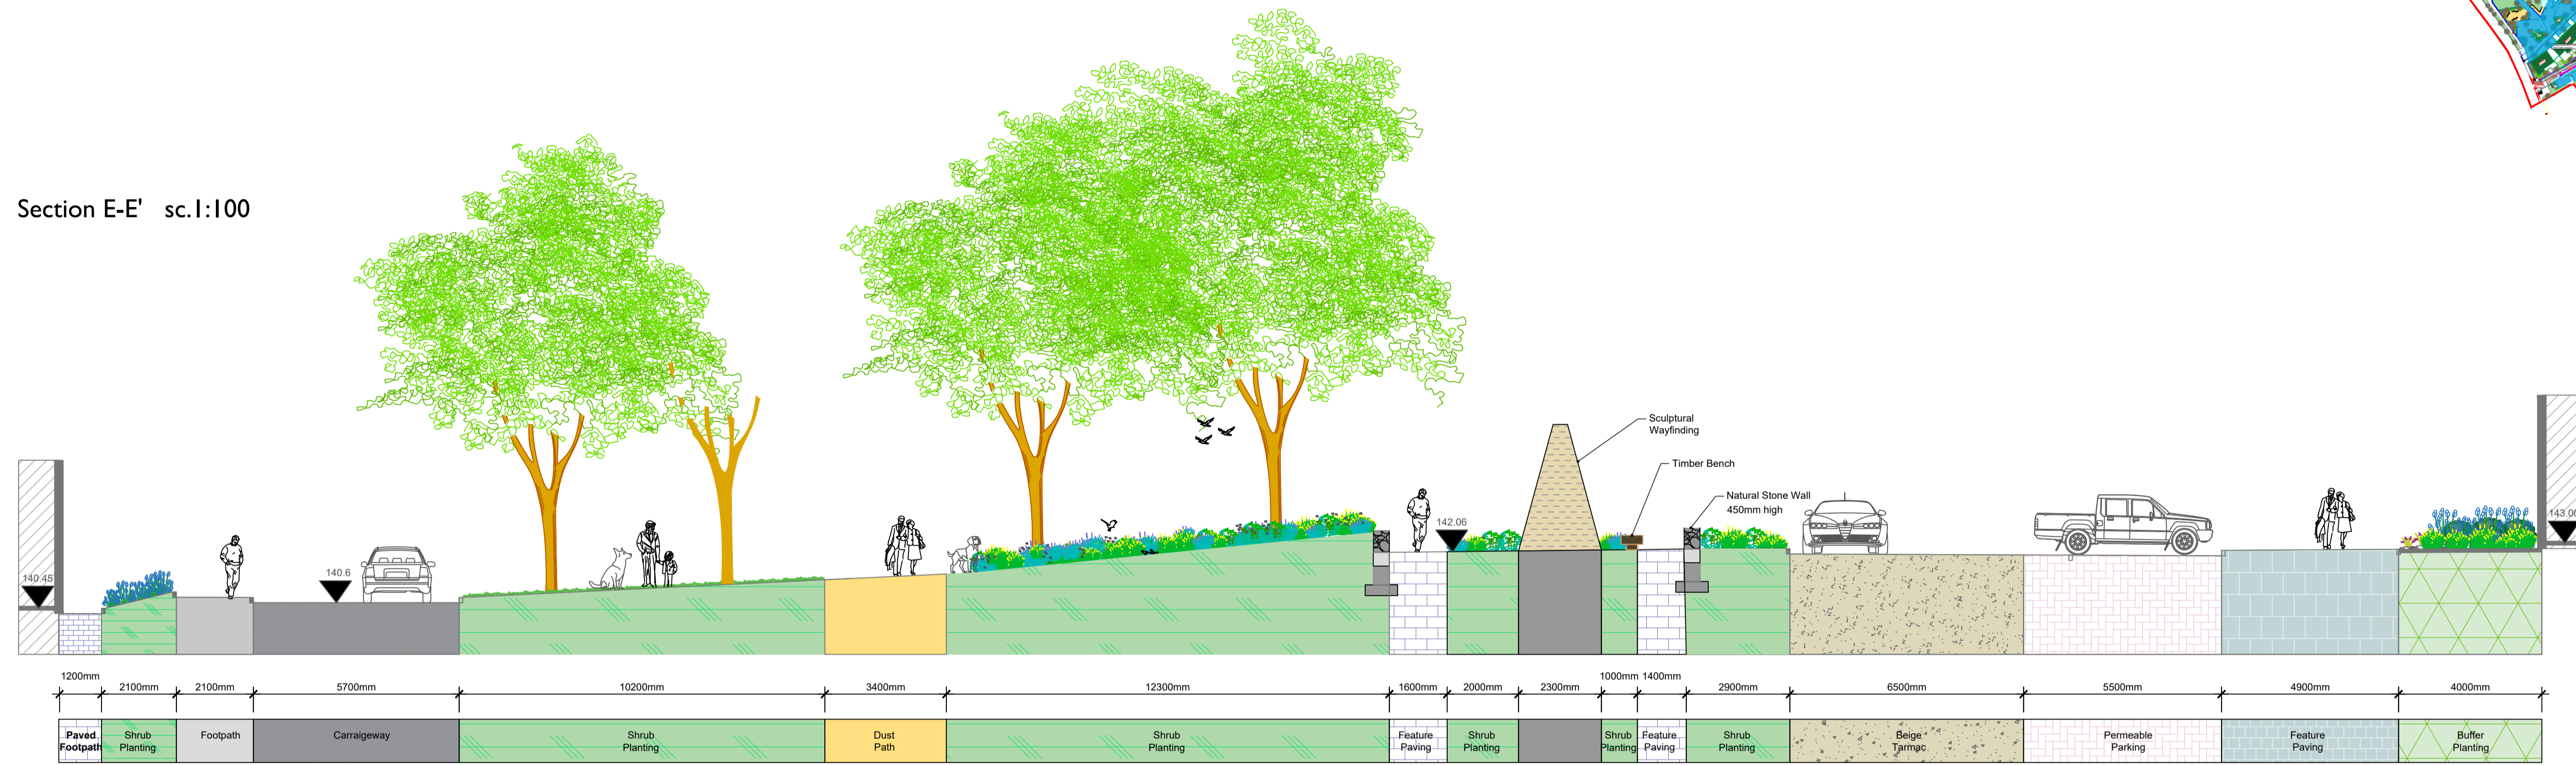 Section E-E'   sc.1:100
Sculptural
Wayfinding
Timber Bench
Natural Stone Wall
450mm high
140.45
140.6
142.06
143.00
1200mm
2100mm
2100mm
5700mm
10200mm
3400mm
12300mm
1600mm
2000mm
2300mm
1000mm
1400mm
2900mm
6500mm
5500mm
4900mm
4000mm
Paved
Footpath
Shrub
Planting
Footpath
Carraigeway
Shrub
Planting
Dust
Path
Shrub
Planting
Feature
Paving
Shrub
Planting
Shrub
Planting
Feature
Paving
Shrub
Planting
Beige
Tarmac
Permeable
Parking
Feature
Paving
Buffer
Planting